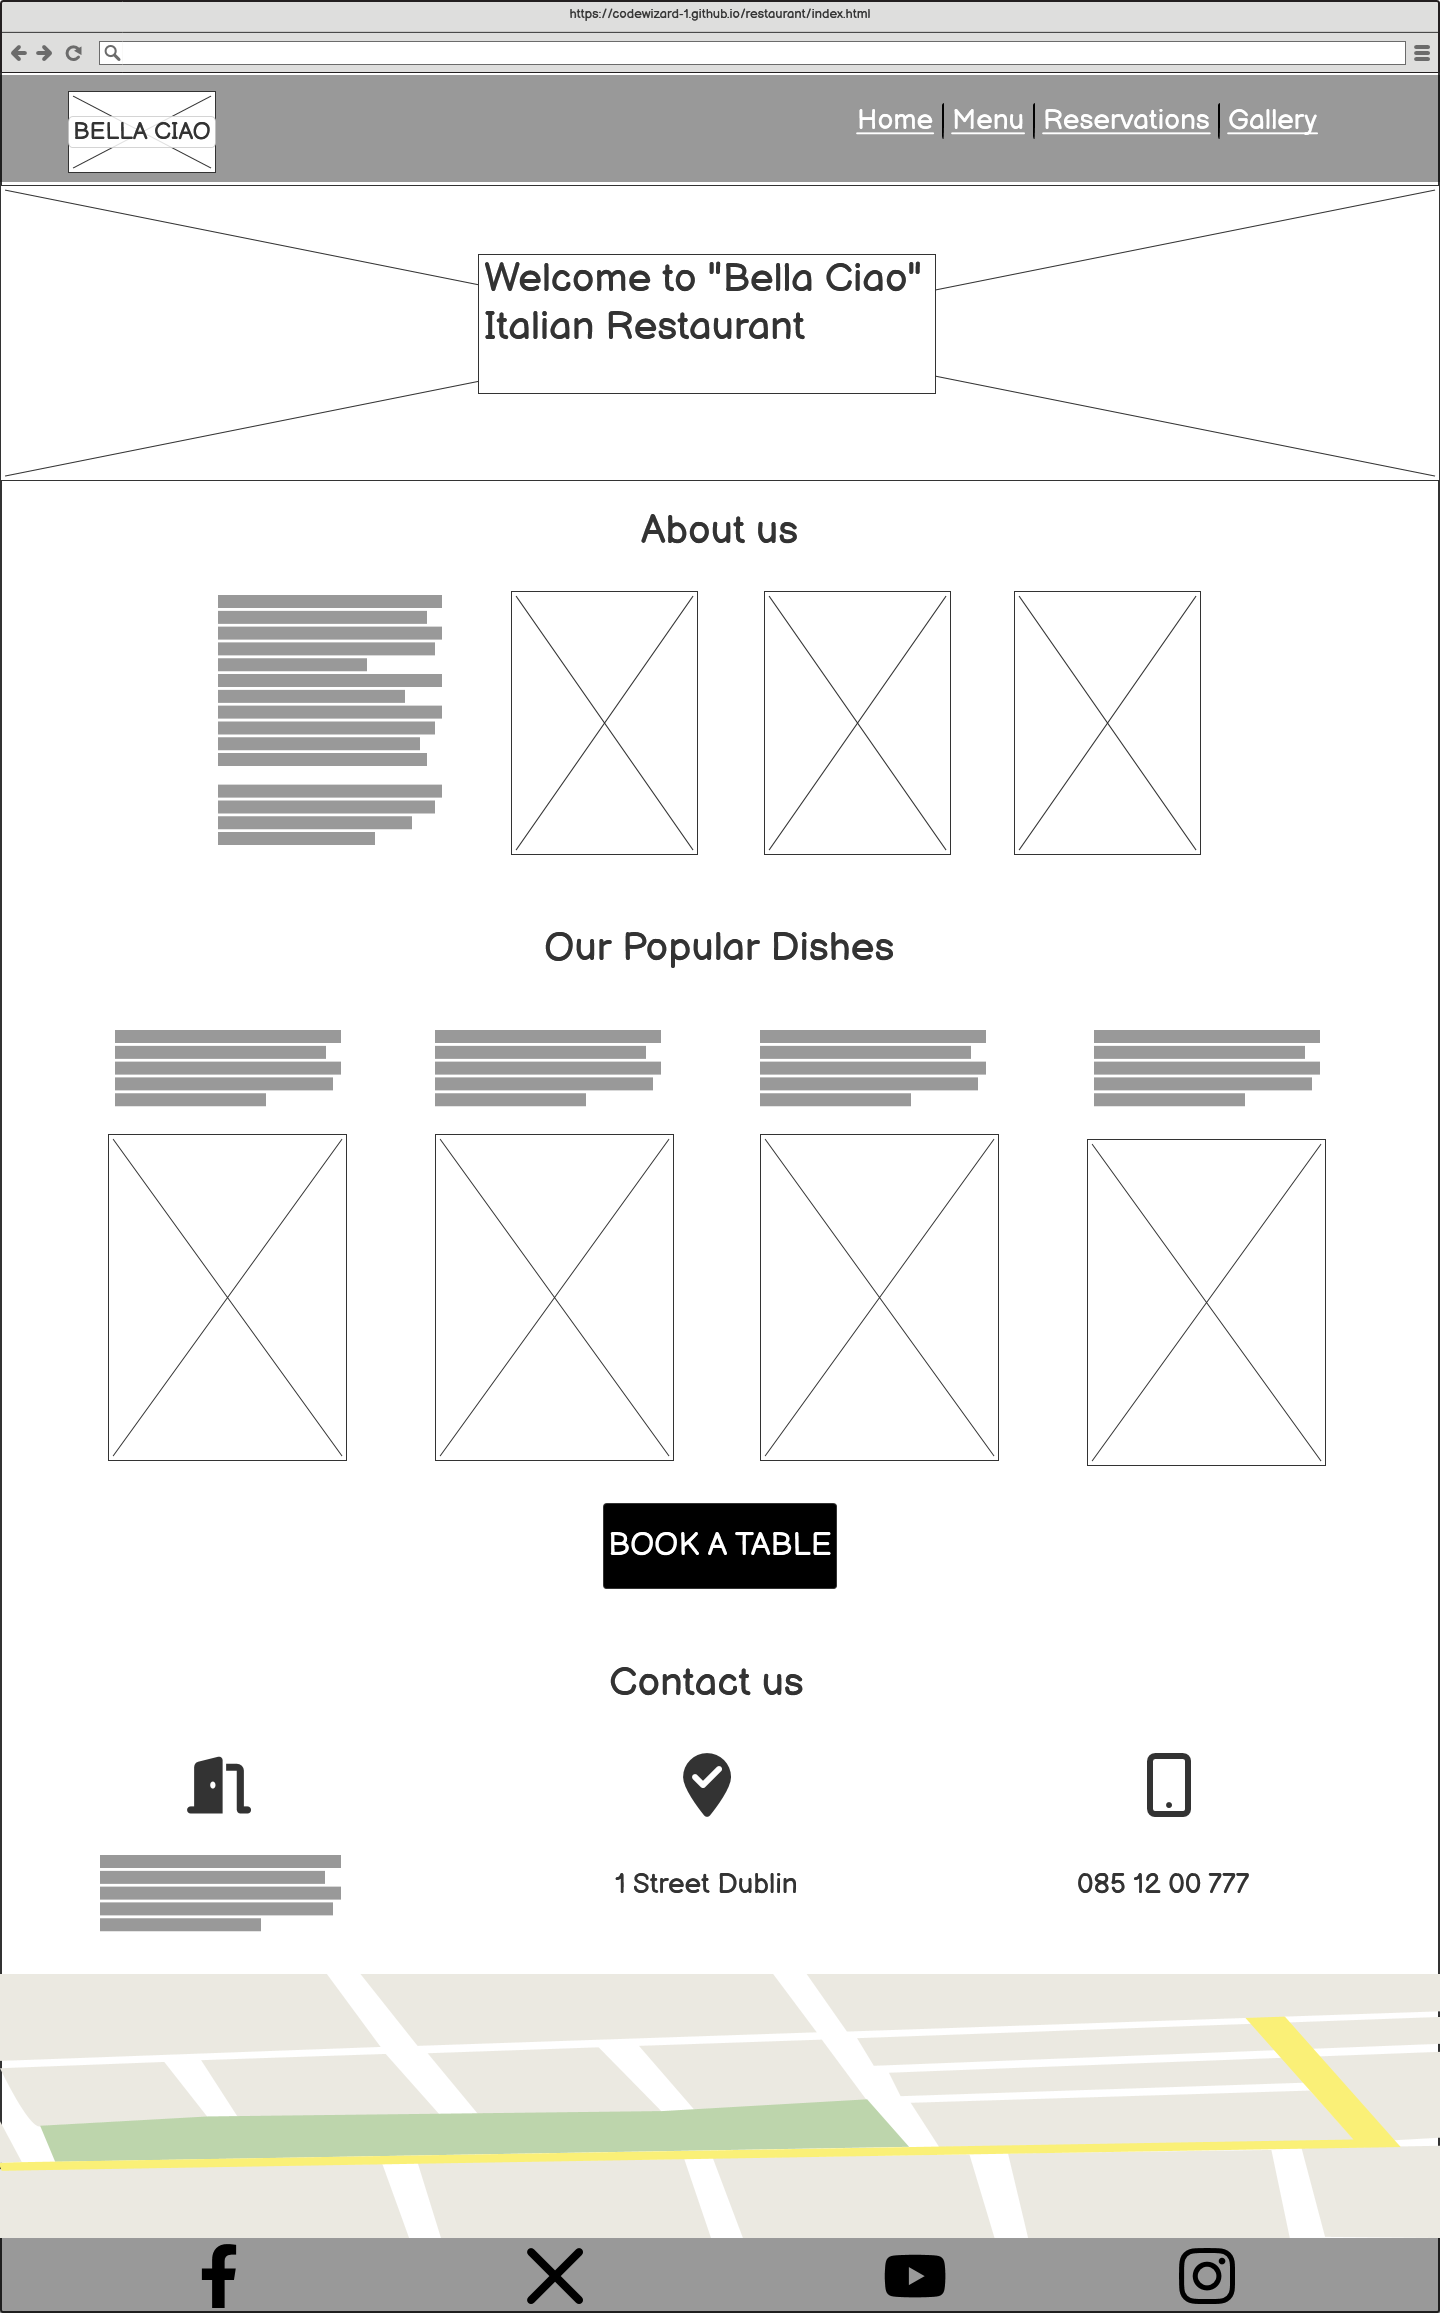 https://codewizard-1.github.io/restaurant/index.html
BELLA CIAO
Home Menu Reservations Gallery
Welcome to "Bella Ciao"
Italian Restaurant
About us
Our Popular Dishes
BOOK A TABLE
Contact us
1 Street Dublin
085 12 00 777